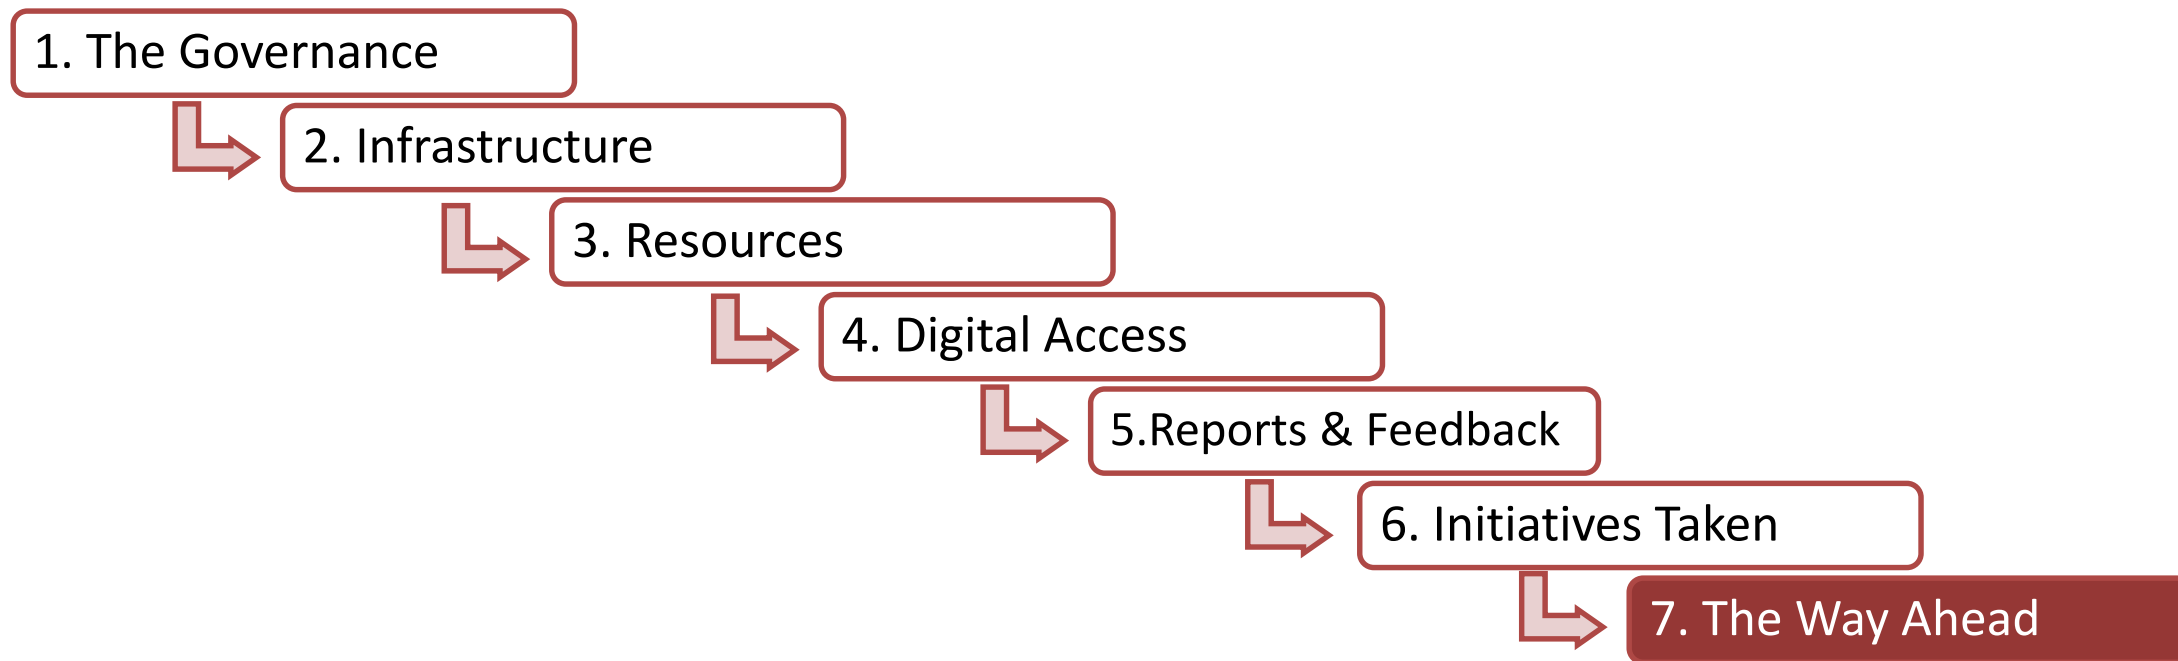 1. The Governance
2. Infrastructure
3. Resources
4. Digital Access
5.Reports & Feedback
6. Initiatives Taken
7. The Way Ahead